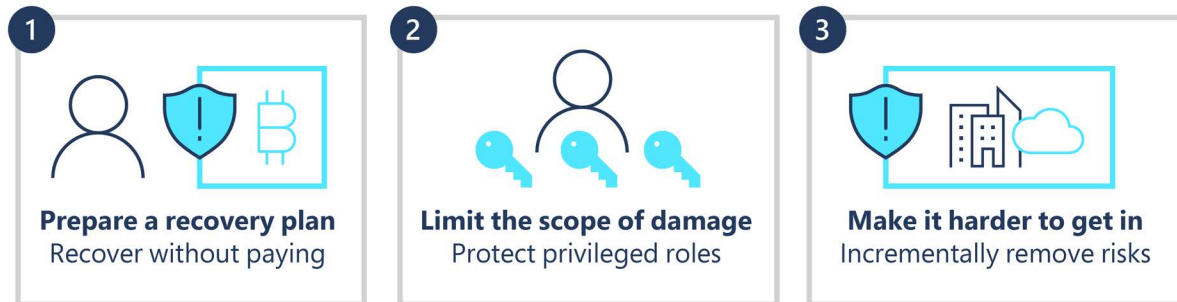 1
Prepare a recovery plan
Recover without paying
2
Limit the scope of damage
Protect privileged roles
3
Make it harder to get in
Incrementally remove risks